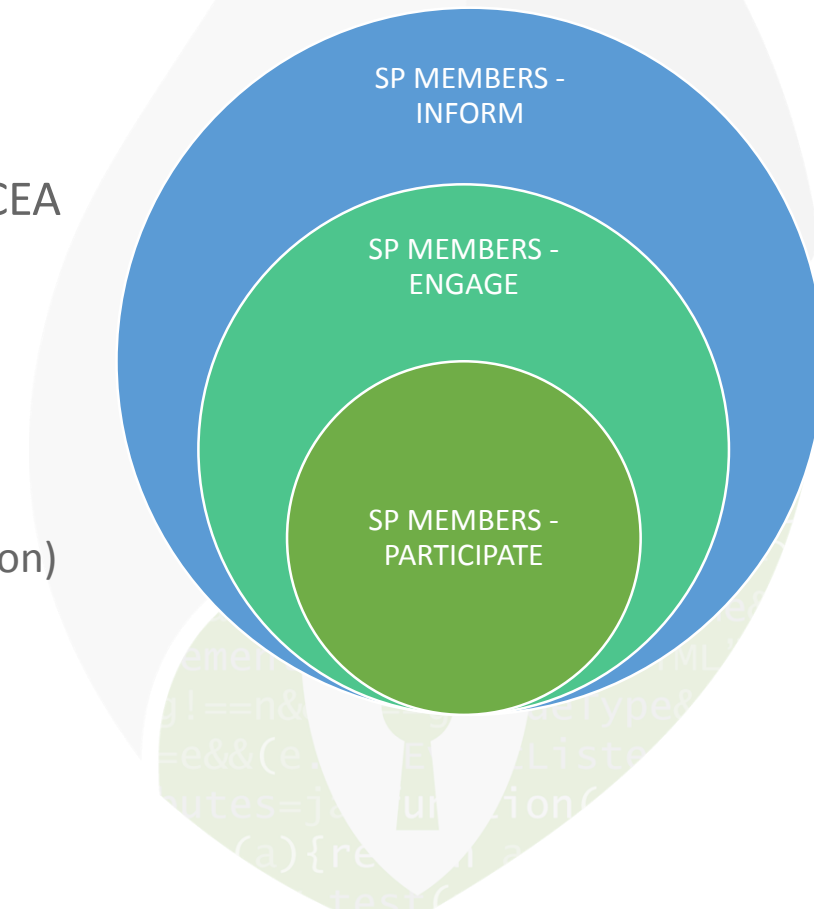 SP MEMBERS -
INFORM
CEA
SP MEMBERS -
ENGAGE
SP MEMBERS -
PARTICIPATE
on)